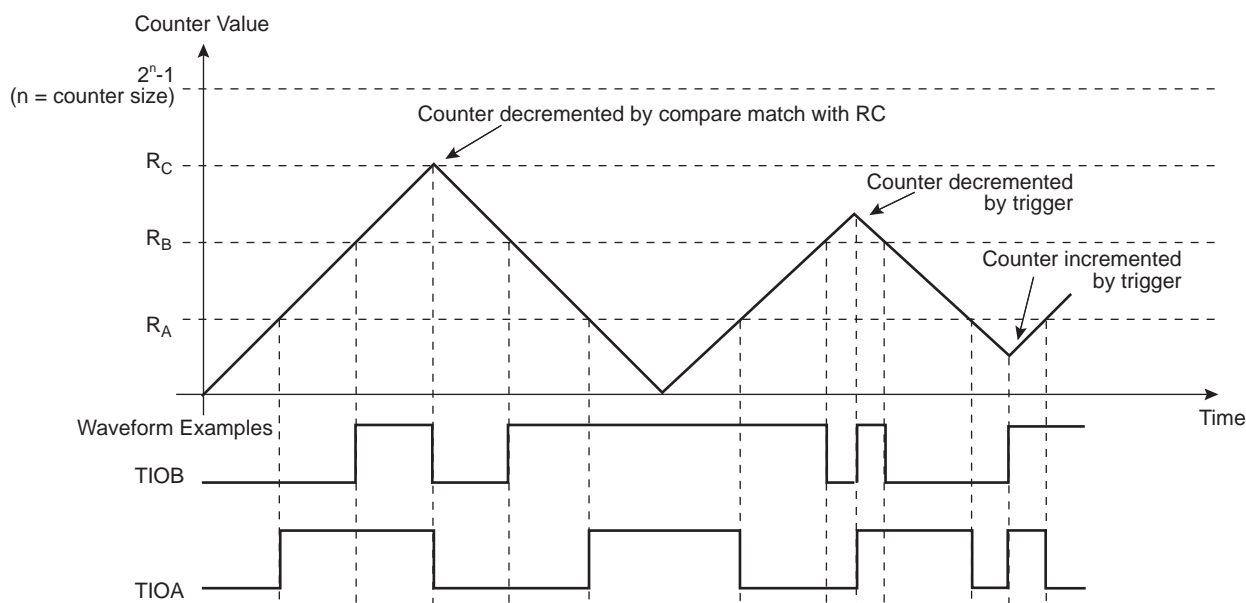 Counter Value
2ⁿ-1
(n = counter size)
Counter decremented by compare match with RC
R_C
Counter decremented
by trigger
R_B
Counter incremented
by trigger
R_A
Time
Waveform Examples
TIOB
TIOA